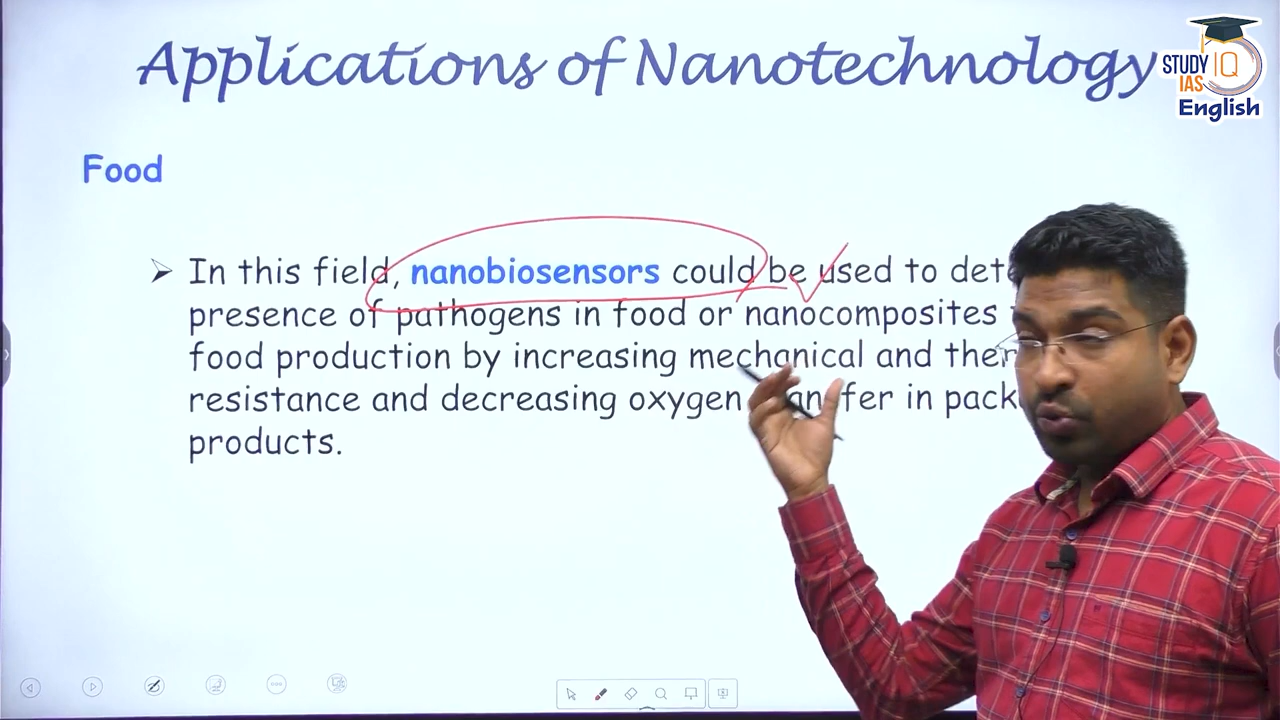 Applications of Nanotechnology
STUDY IQ
IAS
English
Food
➤ In this field, nanobiosensors could be used to
presence of pathogens in food or nanocomposites
food production by increasing mechanical and
resistance and decreasing oxygen in
products.